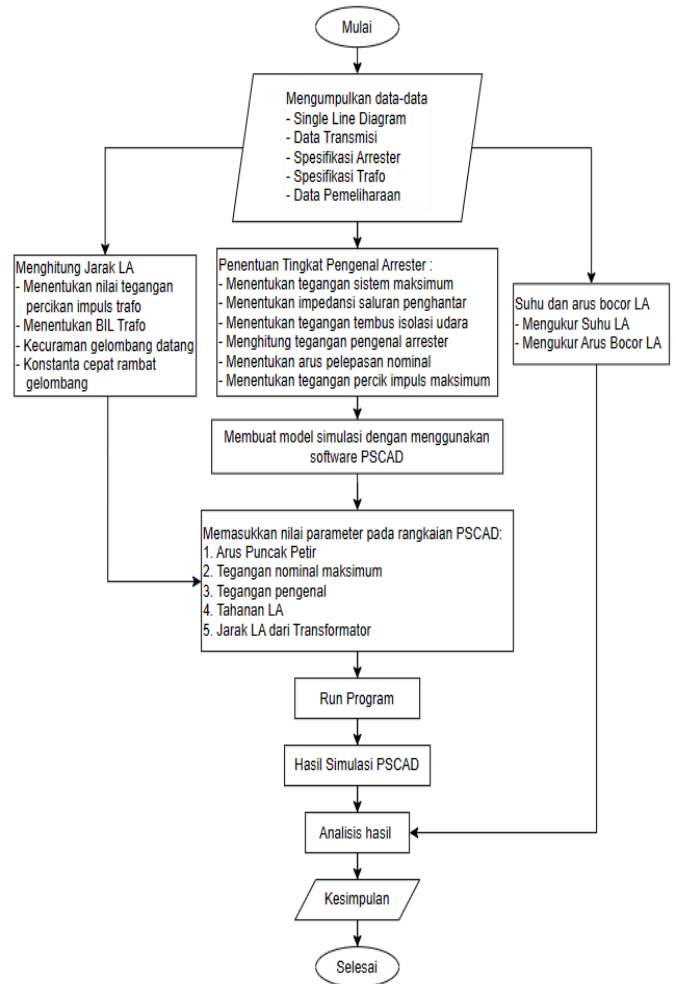 Mulai
Mengumpulkan data-data
- Single Line Diagram
- Data Transmisi
- Spesifikasi Arrester
- Spesifikasi Trafo
- Data Pemeliharaan
Menghitung Jarak LA
- Menentukan nilai tegangan
percikan impuls trafo
- Menentukan BIL Trafo
- Kecuraman gelombang datang
- Konstanta cepat rambat
gelombang
Penentuan Tingkat Pengenal Arrester :
- Menentukan tegangan sistem maksimum
- Menentukan impedansi saluran penghantar
- Menentukan tegangan tembus isolasi udara
- Menghitung tegangan pengenal arrester
- Menentukan arus pelepasan nominal
- Menentukan tegangan percik impuls maksimum
Suhu dan arus bocor LA
- Mengukur Suhu LA
- Mengukur Arus Bocor LA
Membuat model simulasi dengan menggunakan
software PSCAD
Memasukkan nilai parameter pada rangkaian PSCAD:
1. Arus Puncak Petir
2. Tegangan nominal maksimum
3. Tegangan pengenal
4. Tahanan LA
5. Jarak LA dari Transformator
Run Program
Hasil Simulasi PSCAD
Analisis hasil
Kesimpulan
Selesai